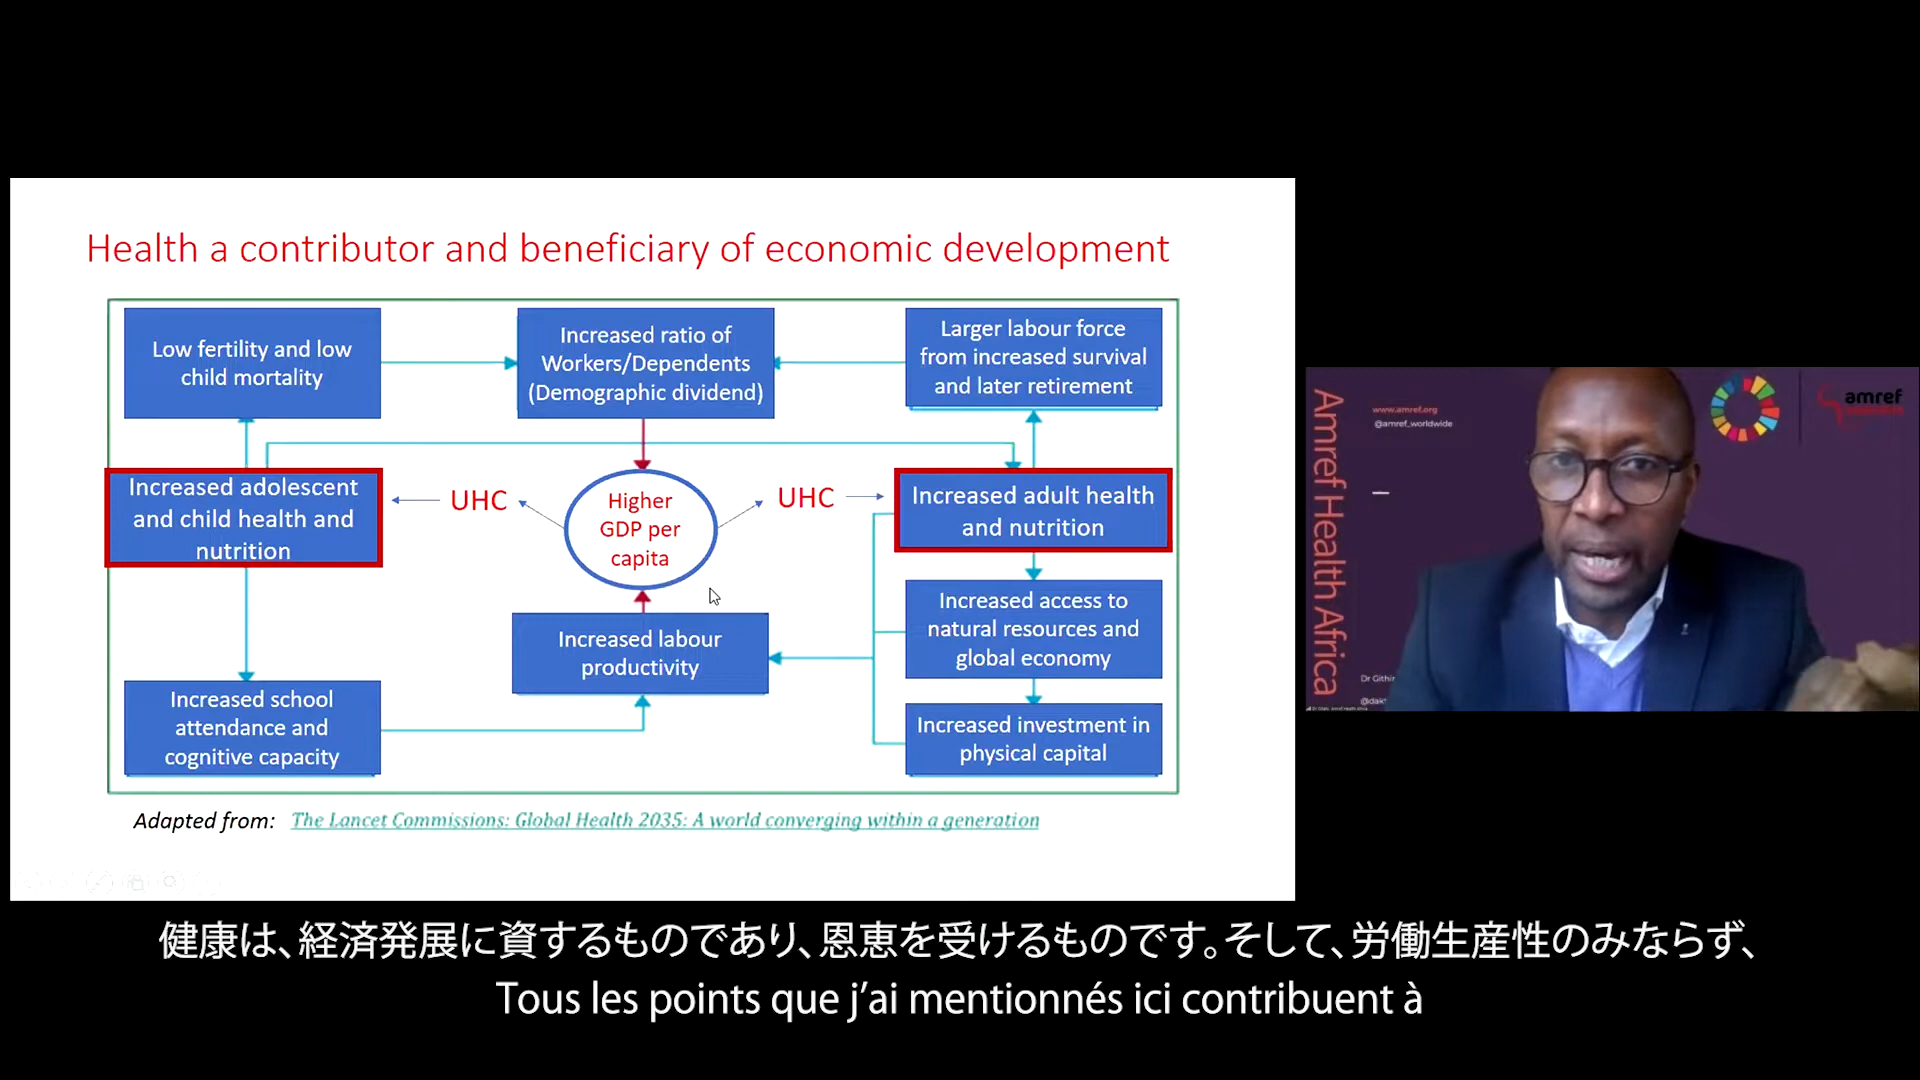 Health a contributor and beneficiary of economic development
Low fertility and low
child mortality
Increased ratio of
Workers/Dependents
(Demographic dividend)
Larger labour force
from increased survival
and later retirement
Increased adolescent
and child health and
nutrition
UHC
Higher
GDP per
capita
UHC
Increased adult health
and nutrition
Increased labour
productivity
Increased access to
natural resources and
global economy
Increased school
attendance and
cognitive capacity
Increased investment in
physical capital
Adapted from: The Lancet Commissions: Global Health 2035: A world converging within a generation
Amref Health Africa
www.amref.org
@amref_worldwide
amref
健康は、経済発展に資するものであり、恩恵を受けるものです。そして、労働生産性のみならず、
Tous les points que j’ai mentionnés ici contribuent à